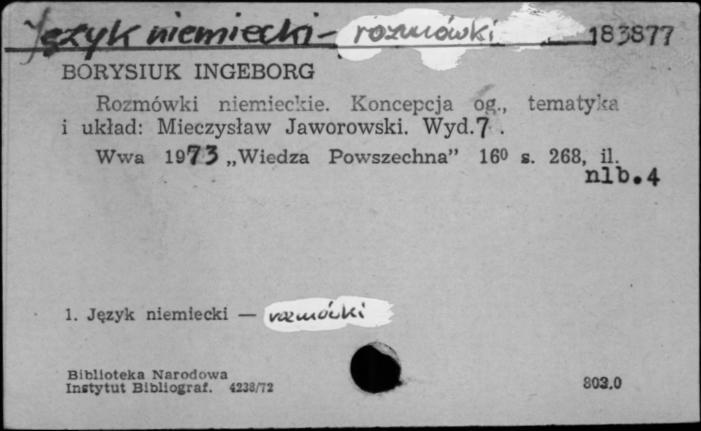 Język niemiecki - rozmówki 183877
BORYSIUK INGEBORG
Rozmówki niemieckie. Koncepcja og., tematyka
i układ: Mieczysław Jaworowski. Wyd.7.
Wwa 1973 „Wiedza Powszechna” 16⁰ s. 268, il.
nlb.4
1. Język niemiecki — rozmówki
Biblioteka Narodowa
Instytut Bibliograf. 4238/72
803.0